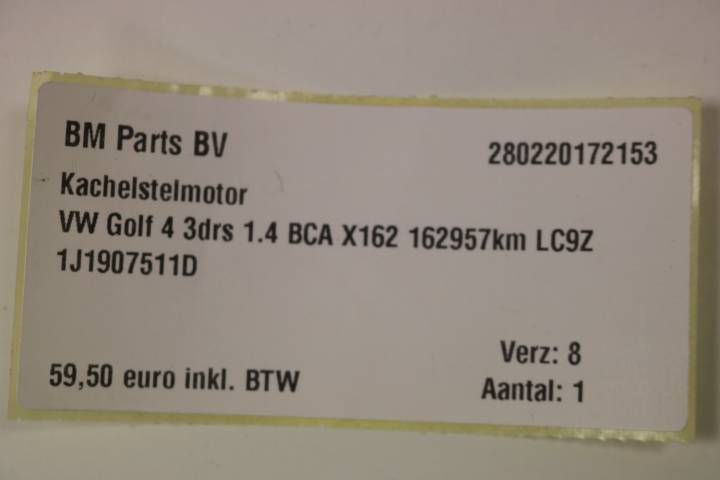 BM Parts BV
280220172153
Kachelstelmotor
VW Golf 4 3drs 1.4 BCA X162 162957km LC9Z
1J1907511D
Verz: 8
59,50 euro inkl. BTW
Aantal: 1